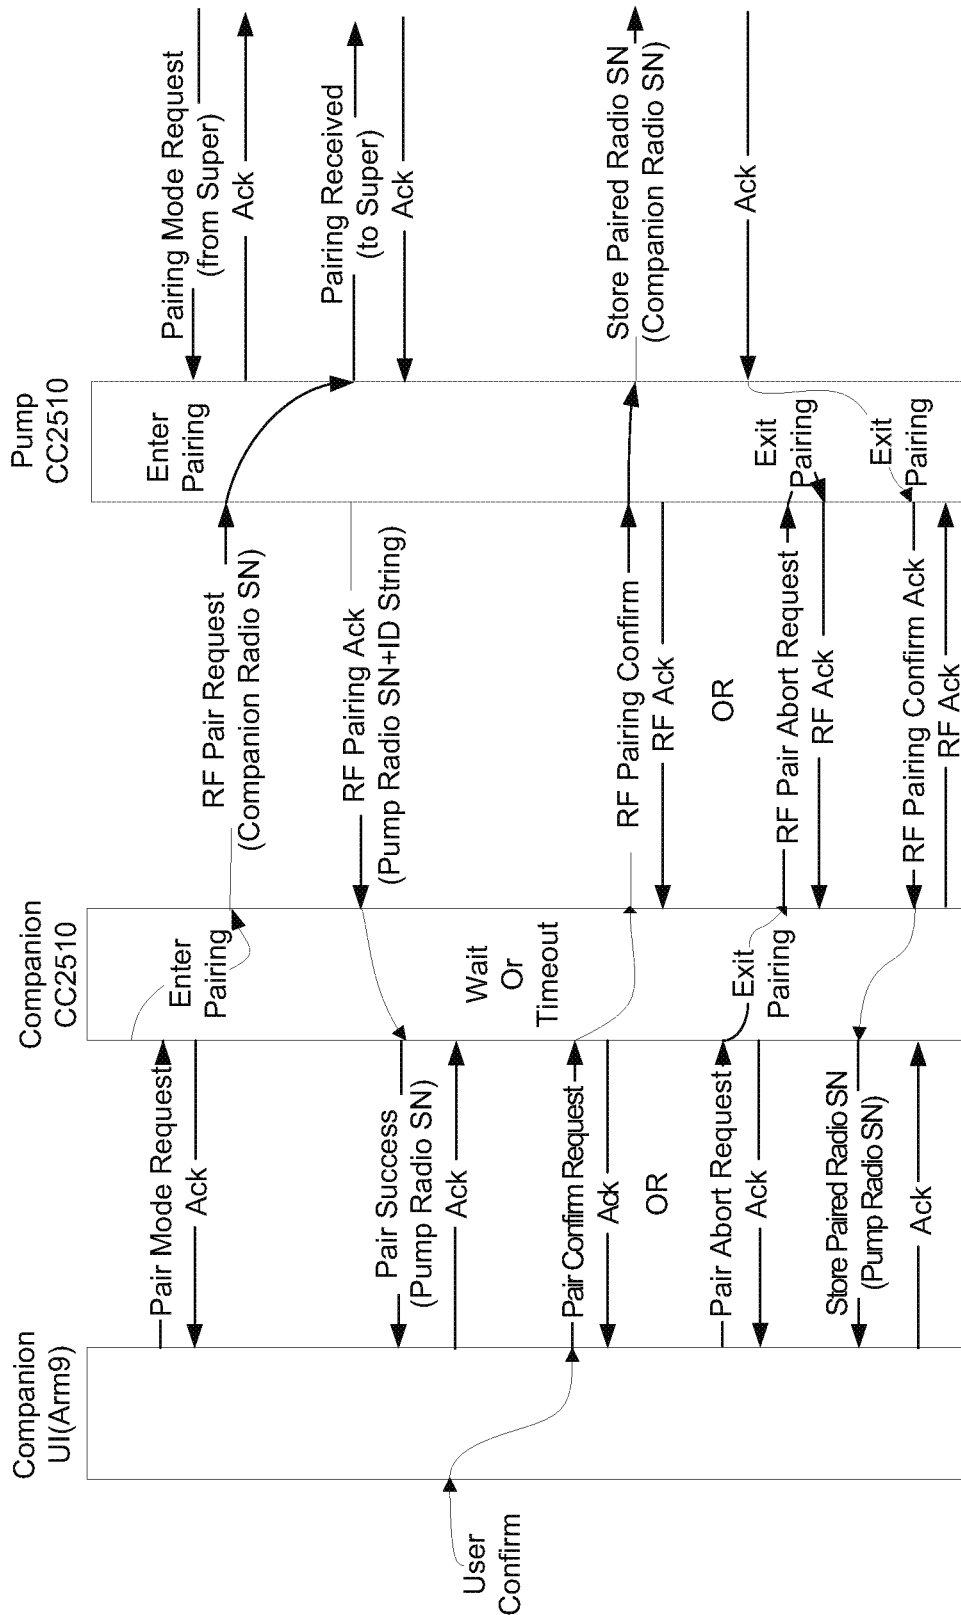 Companion
UI(Arm9)
Companion
CC2510
Pump
CC2510
Pair Mode Request
Ack
Enter
Pairing
RF Pair Request
(Companion Radio SN)
Enter
Pairing
Pairing Mode Request
(from Super)
Ack
Pairing Received
(to Super)
Ack
RF Pairing Ack
(Pump Radio SN+ID String)
Pair Success
(Pump Radio SN)
Ack
User
Confirm
Wait
Or
Timeout
Pair Confirm Request
Ack
OR
RF Pairing Confirm
RF Ack
OR
Store Paired Radio SN
(Companion Radio SN)
Ack
Pair Abort Request
Ack
Exit
Pairing
RF Pair Abort Request
RF Ack
Exit
Pairing
Exit
Pairing
RF Pairing Confirm Ack
RF Ack
Store Paired Radio SN
(Pump Radio SN)
Ack